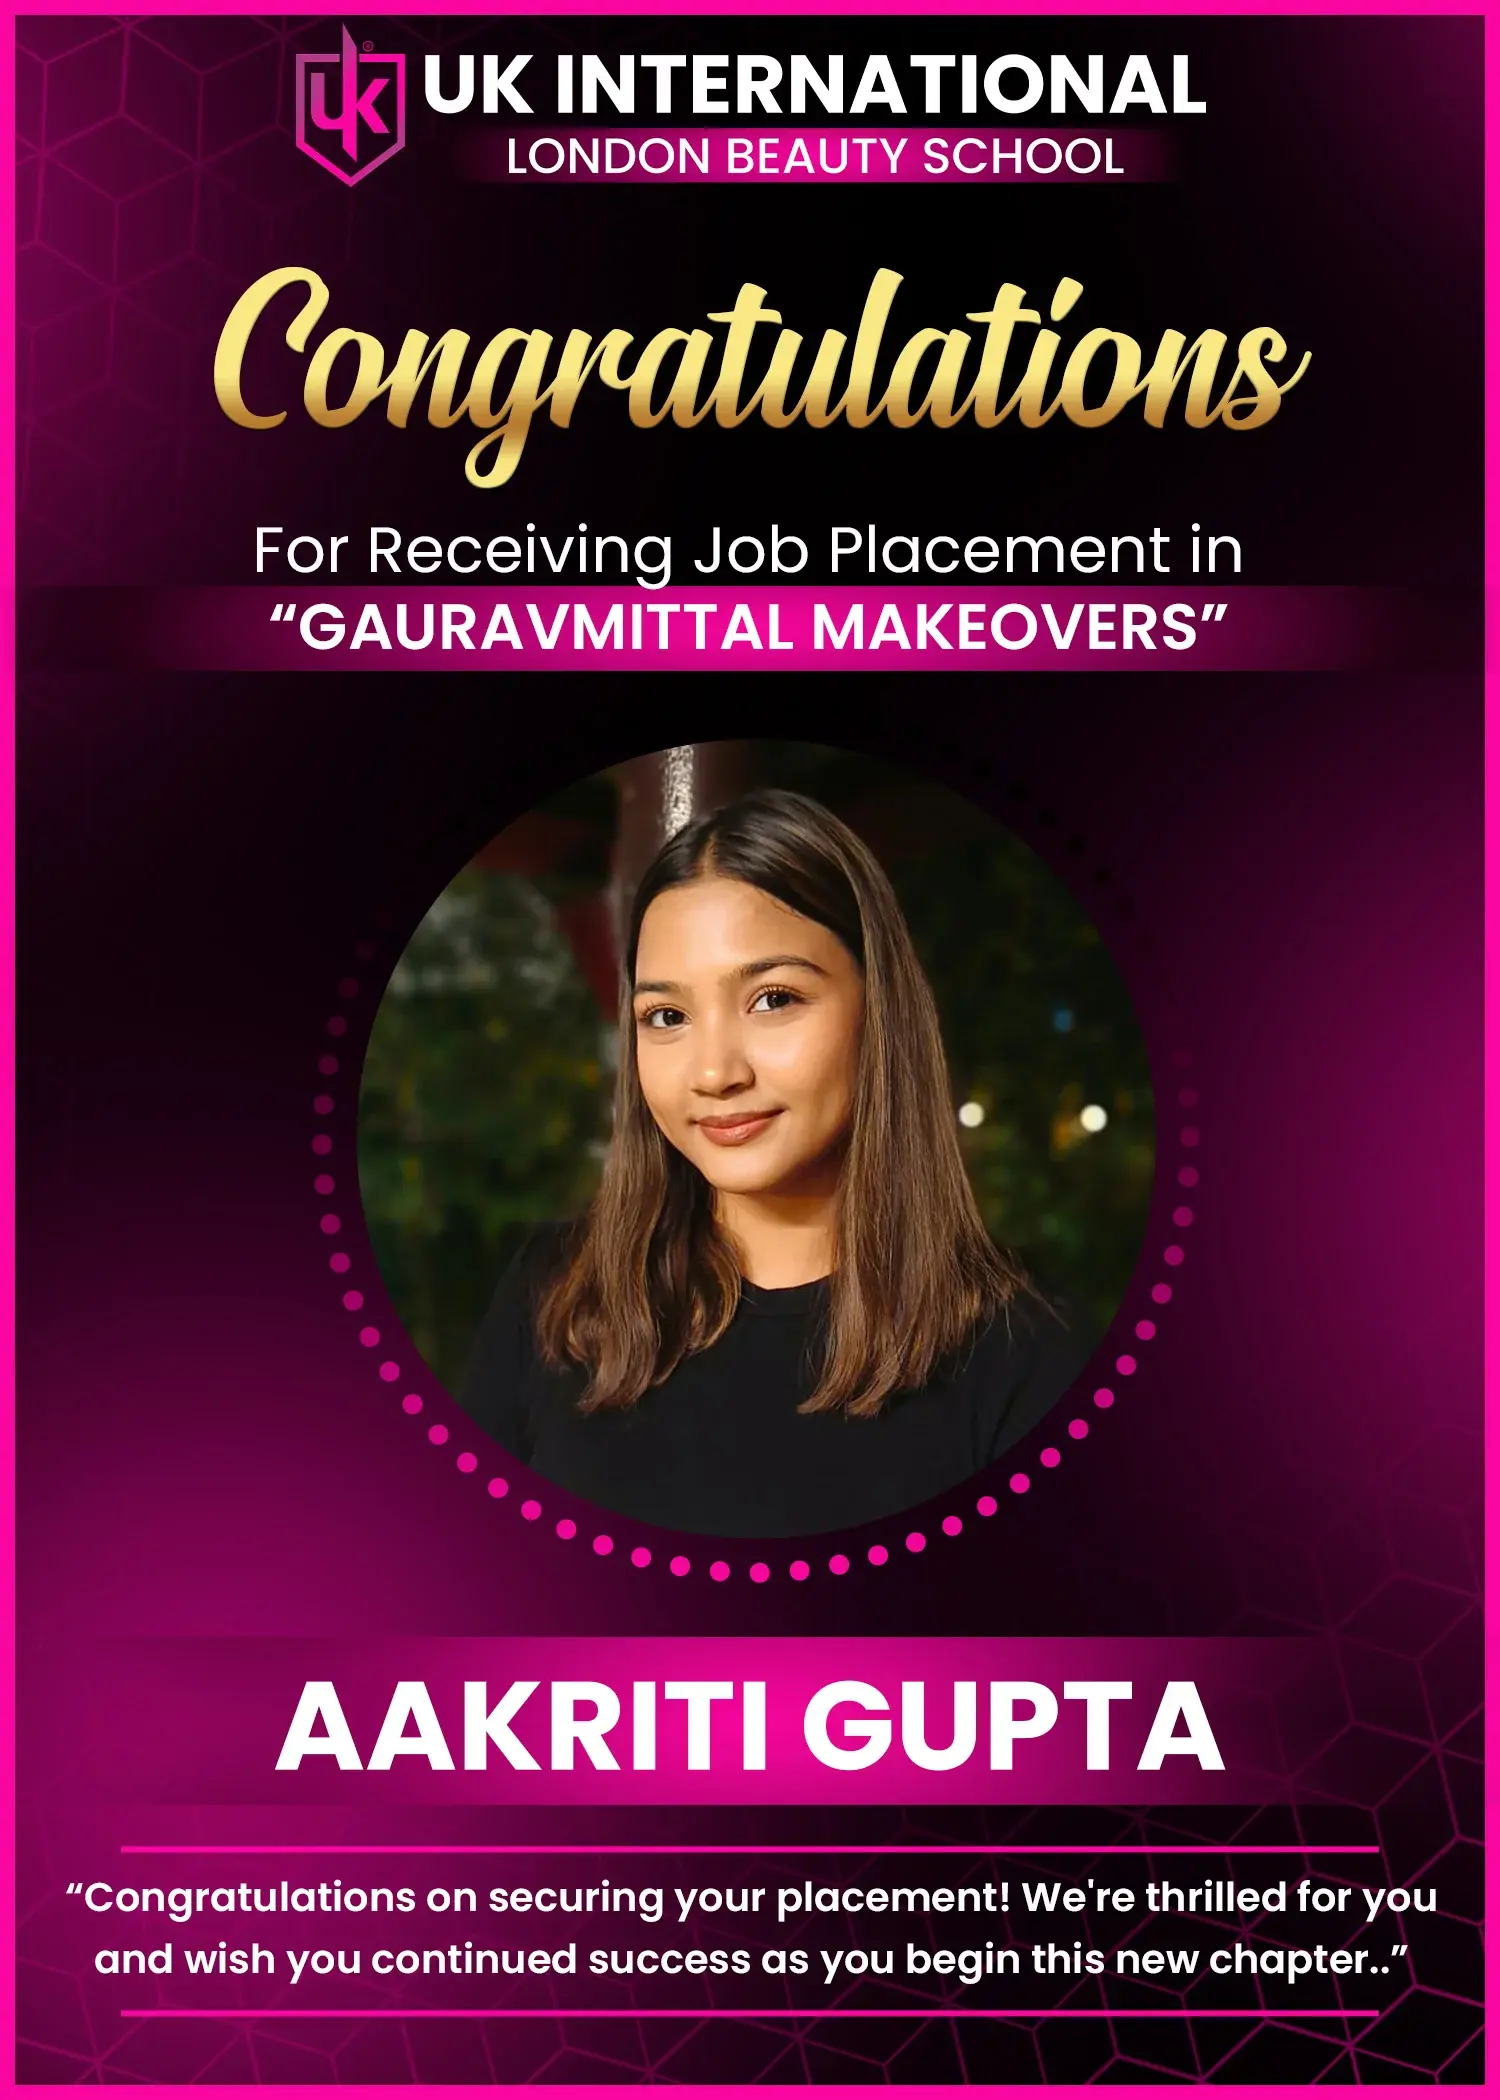 UK
®
UK INTERNATIONAL
LONDON BEAUTY SCHOOL
Congratulations
For Receiving Job Placement in
“GAURAVMITTAL MAKEOVERS”
AAKRITI GUPTA
“Congratulations on securing your placement! We're thrilled for you
and wish you continued success as you begin this new chapter..”